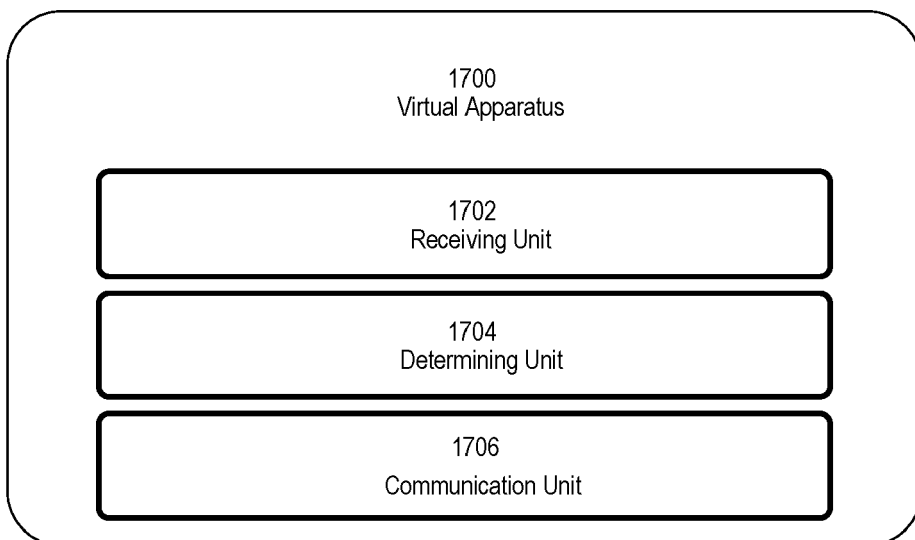 1700
Virtual Apparatus
1702
Receiving Unit
1704
Determining Unit
1706
Communication Unit